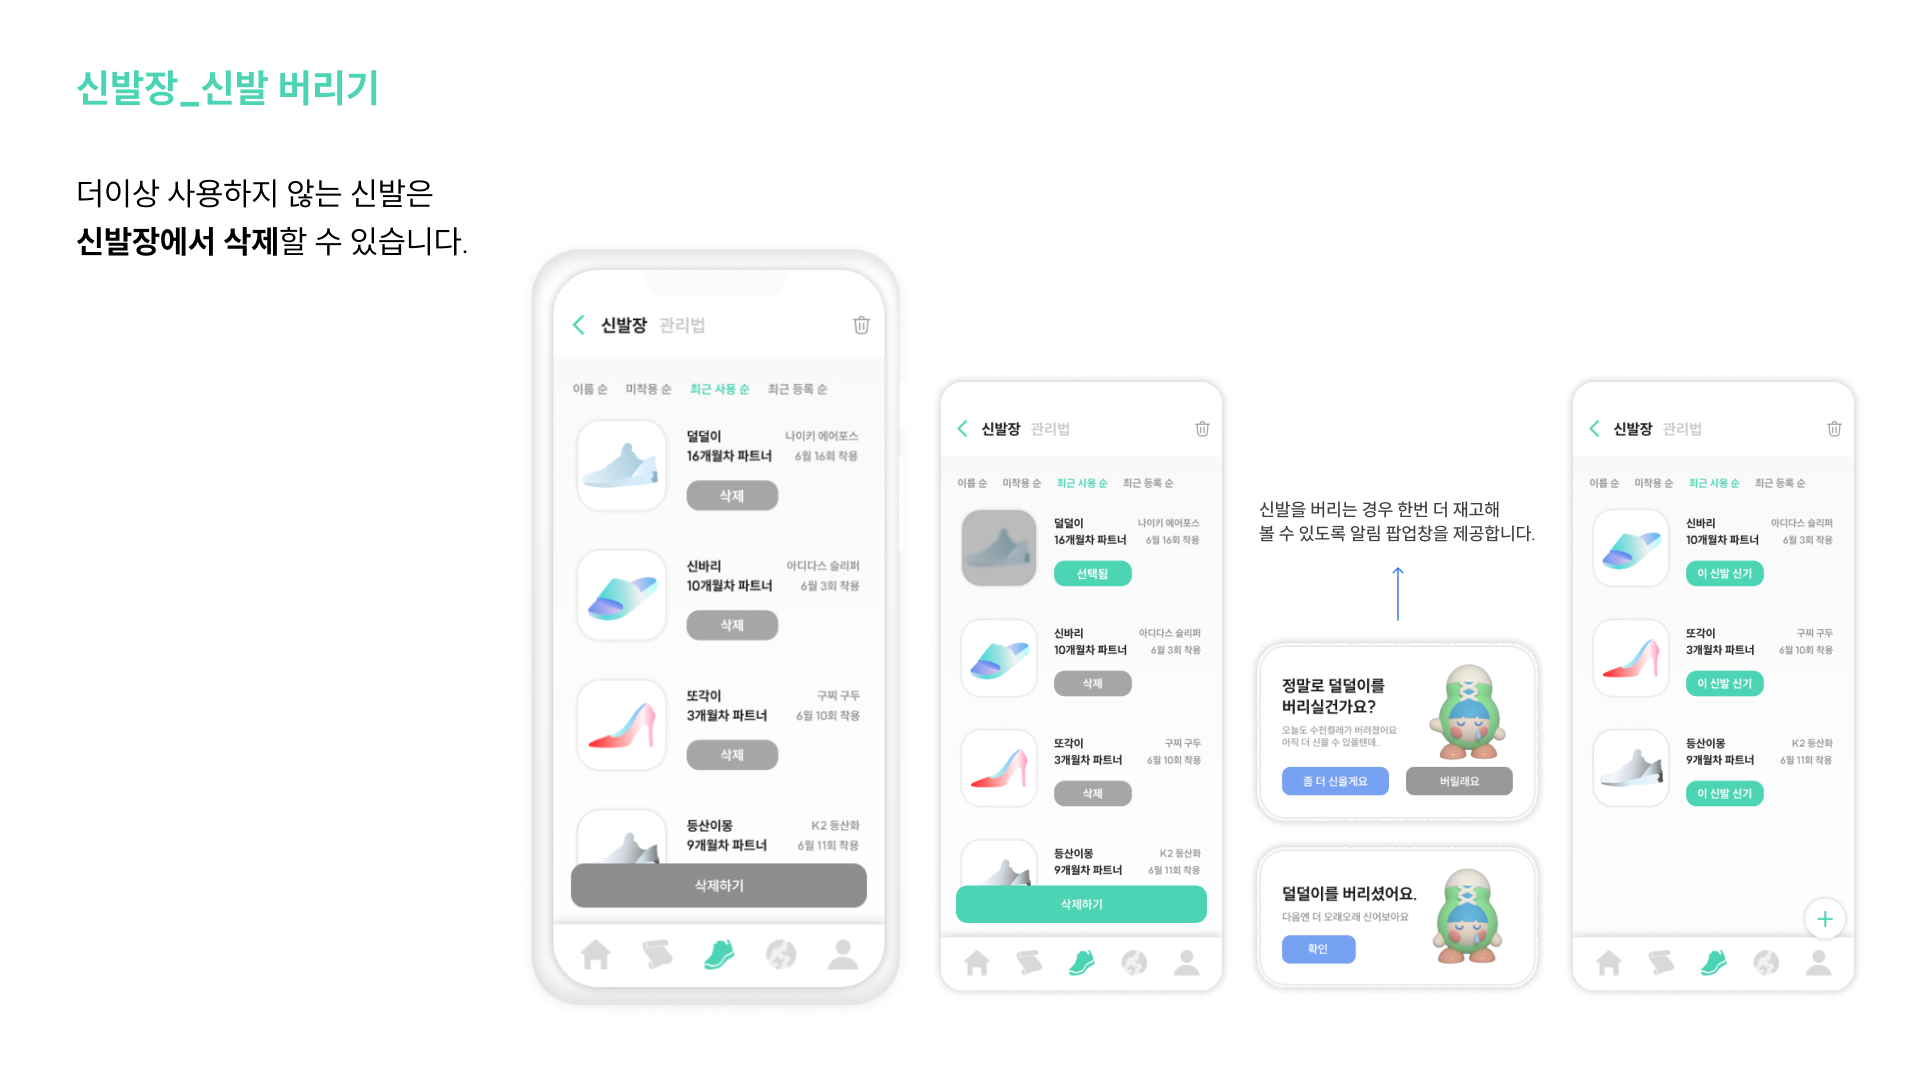 신발장_신발 버리기
더이상 사용하지 않는 신발은
신발장에서 삭제할 수 있습니다.
신발장 관리법
이름 순 미착용 순 최근 사용 순 최근 등록 순
덜덜이 나이키 에어포스
16개월차 파트너 6월 16회 착용
삭제
신바리 아디다스 슬리퍼
10개월차 파트너 6월 3회 착용
삭제
또각이 구찌 구두
3개월차 파트너 6월 10회 착용
삭제
등산이몽 K2 등산화
9개월차 파트너 6월 11회 착용
삭제하기
신발장 관리법
이름 순 미착용 순 최근 사용 순 최근 등록 순
덜덜이 나이키 에어포스
16개월차 파트너 6월 16회 착용
선택됨
신바리 아디다스 슬리퍼
10개월차 파트너 6월 3회 착용
삭제
또각이 구찌 구두
3개월차 파트너 6월 10회 착용
삭제
등산이몽 K2 등산화
9개월차 파트너 6월 11회 착용
삭제하기
신발을 버리는 경우 한번 더 재고해
볼 수 있도록 알림 팝업창을 제공합니다.
정말로 덜덜이를
버리실건가요?
오늘도 수천켤레가 버려졌어요
아직 더 신을 수 있을텐데..
좀 더 신을게요 버릴래요
덜덜이를 버리셨어요.
다음엔 더 오래오래 신어보아요
확인
신발장 관리법
이름 순 미착용 순 최근 사용 순 최근 등록 순
신바리 아디다스 슬리퍼
10개월차 파트너 6월 3회 착용
이 신발 신기
또각이 구찌 구두
3개월차 파트너 6월 10회 착용
이 신발 신기
등산이몽 K2 등산화
9개월차 파트너 6월 11회 착용
이 신발 신기